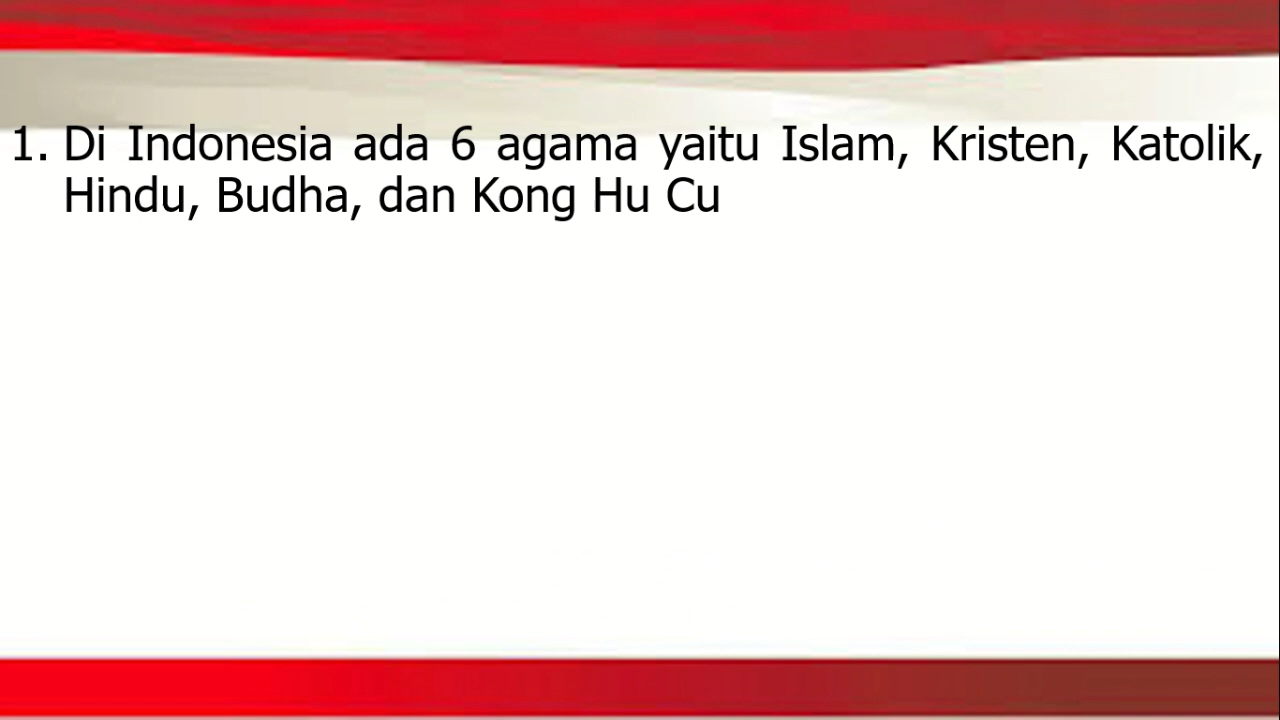 1. Di Indonesia ada 6 agama yaitu Islam, Kristen, Katolik,
Hindu, Budha, dan Kong Hu Cu